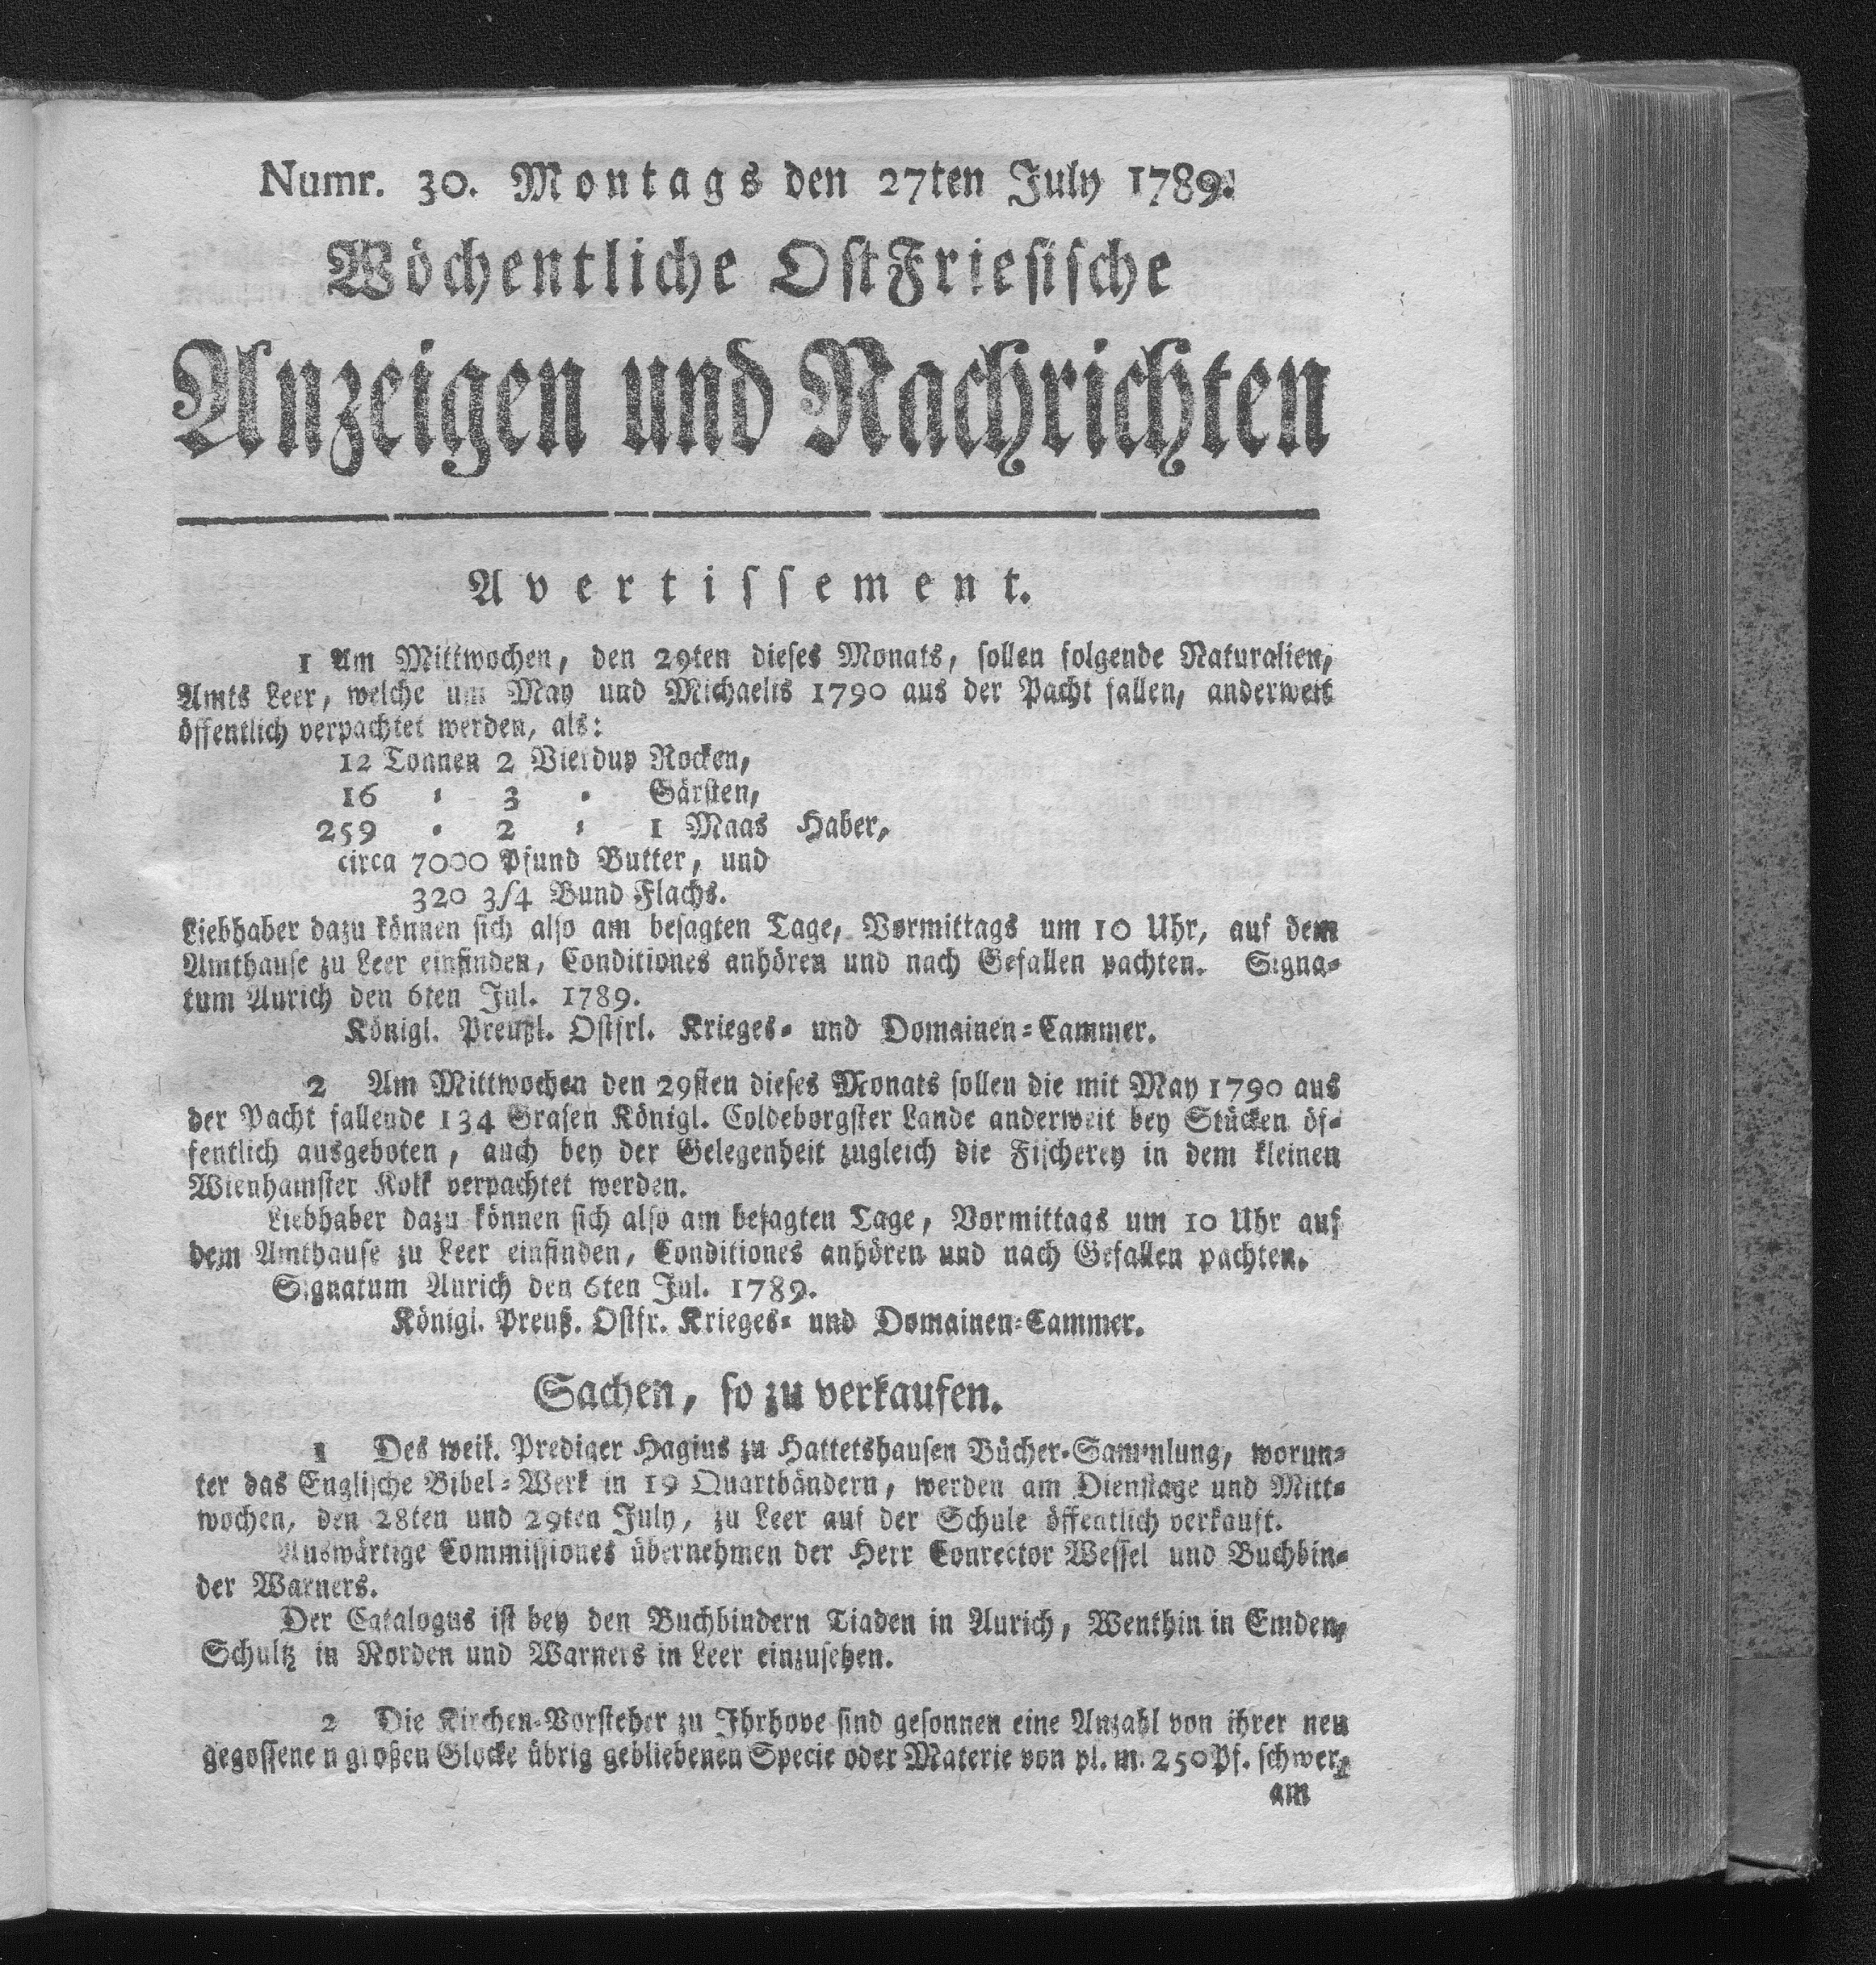 Numr. 30. Montags den 27ten July 1789.
Wöchentliche OstFriesische
Anzeigen und Nachrichten
Avertissement.
1 Am Mittwochen, den 29ten dieses Monats, sollen folgende Naturalien,
Amts Leer, welche um May und Michaelis 1790 aus der Pacht fallen, anderweit
öffentlich verpachtet werden, als:
12 Tonnen 2 Vierdup Rocken,
16 : 3 : Gärsten,
259 : 2 : 1 Maas Haber,
circa 7000 Pfund Butter, und
320 3/4 Bund Flachs.
Liebhaber dazu können sich also am besagten Tage, Vormittags um 10 Uhr, auf dem
Amthause zu Leer einfinden, Conditiones anhören und nach Gefallen pachten. Signa-
tum Aurich den 6ten Jul. 1789.
Königl. Preußl. Ostfrl. Krieges- und Domainen-Cammer.
2 Am Mittwochen den 29sten dieses Monats sollen die mit May 1790 aus
der Pacht fallende 134 Grasen Königl. Coldeborgster Lande anderweit bey Stücken öf-
fentlich ausgeboten, auch bey der Gelegenheit zugleich die Fischerey in dem kleinen
Wienhamster Kolk verpachtet werden.
Liebhaber dazu können sich also am besagten Tage, Vormittags um 10 Uhr auf
dem Amthause zu Leer einfinden, Conditiones anhören und nach Gefallen pachten.
Signatum Aurich den 6ten Jul. 1789.
Königl. Preuß. Ostfr. Krieges- und Domainen-Cammer.
Sachen, so zu verkaufen.
1 Des weil. Prediger Hagius zu Hattetshausen Bücher-Sammlung, worun-
ter das Englische Bibel-Werk in 19 Quartbändern, werden am Dienstage und Mitt-
wochen, den 28ten und 29ten July, zu Leer auf der Schule öffentlich verkauft.
Auswärtige Commissiones übernehmen der Herr Conrector Wessel und Buchbin-
der Warners.
Der Catalogus ist bey den Buchbindern Tiaden in Aurich, Wenthin in Emden,
Schultz in Norden und Warners in Leer einzusehen.
2 Die Kirchen-Vorsteher zu Ihrhove sind gesonnen eine Anzahl von ihrer neu
gegossenen großen Glocke übrig gebliebenen Specie oder Materie von pl. m. 250 Pf. schwer,
am